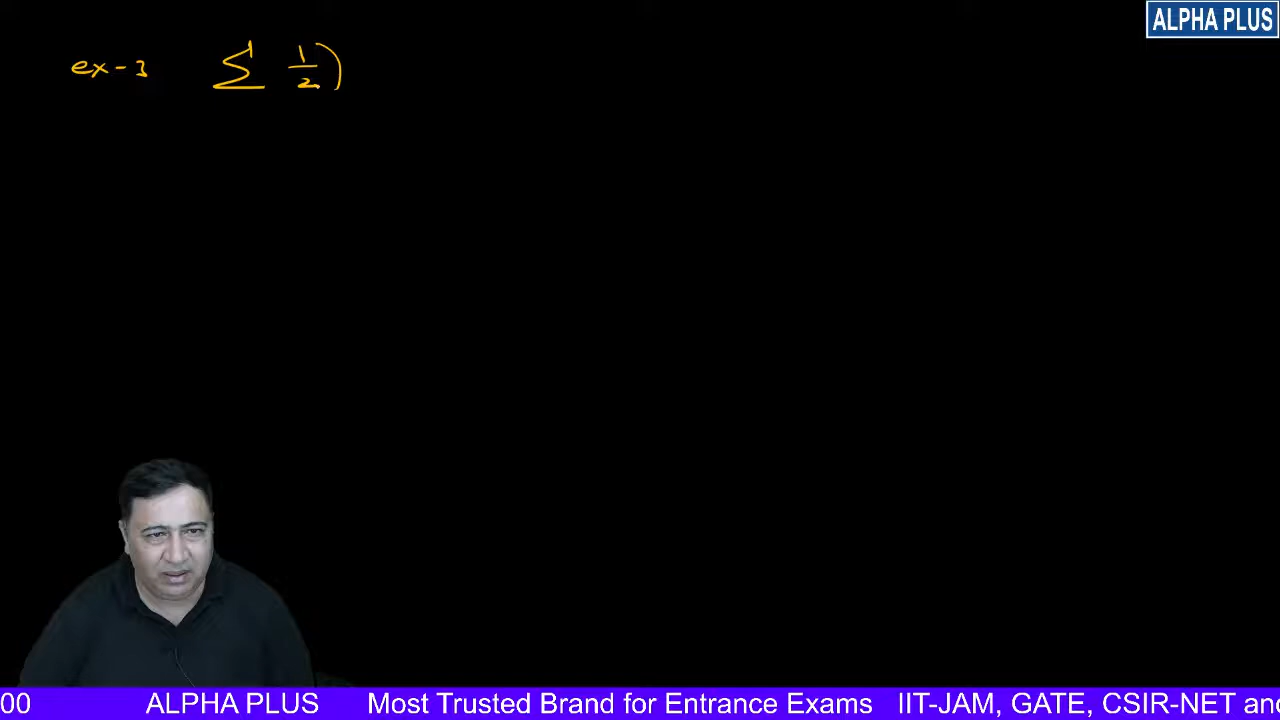 ALPHA PLUS
ex-3 ∑ 1/2)
00 ALPHA PLUS Most Trusted Brand for Entrance Exams IIT-JAM, GATE, CSIR-NET and